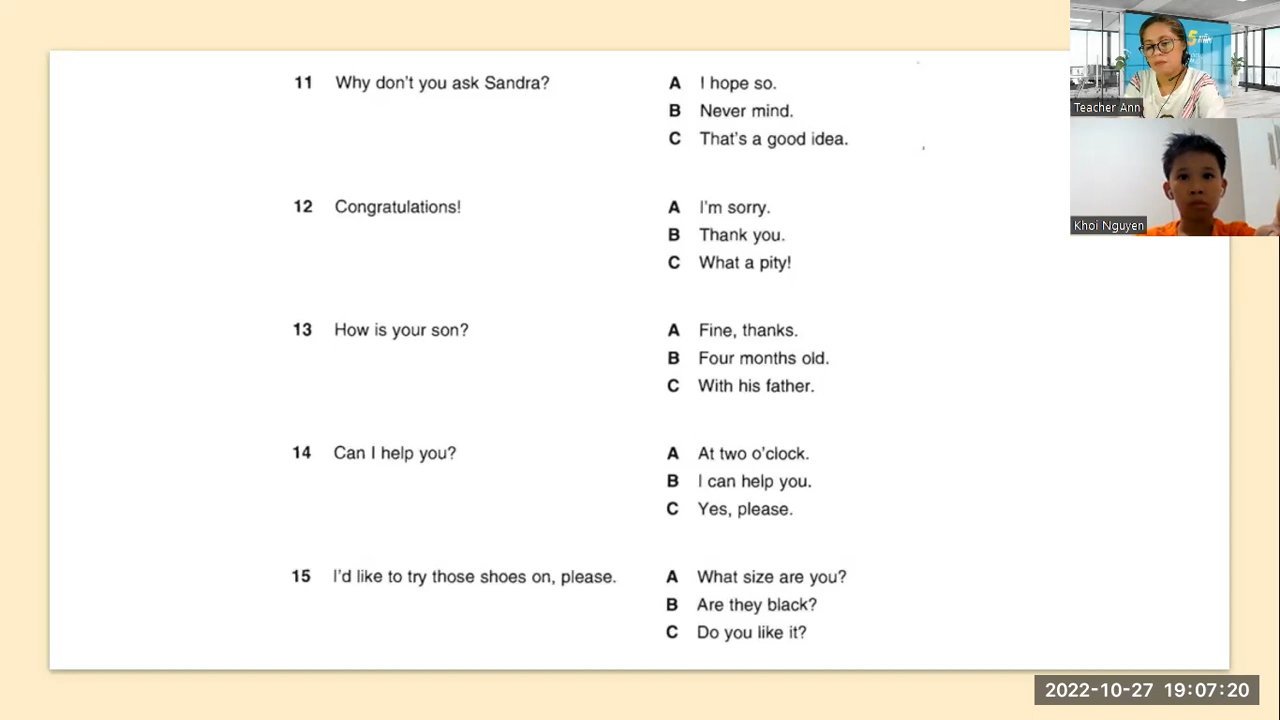 11 Why don't you ask Sandra?
A I hope so.
B Never mind.
C That's a good idea.
12 Congratulations!
A I'm sorry.
B Thank you.
C What a pity!
13 How is your son?
A Fine, thanks.
B Four months old.
C With his father.
14 Can I help you?
A At two o'clock.
B I can help you.
C Yes, please.
15 I'd like to try those shoes on, please.
A What size are you?
B Are they black?
C Do you like it?
Teacher Ann
Khoi Nguyen
2022-10-27 19:07:20